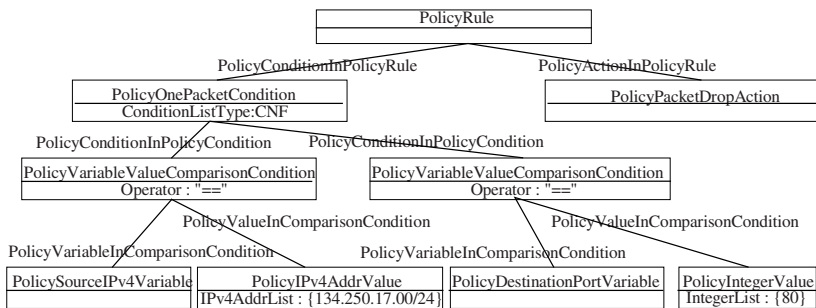 PolicyRule
PolicyConditionInPolicyRule
PolicyActionInPolicyRule
PolicyOnePacketCondition
ConditionListType:CNF
PolicyPacketDropAction
PolicyConditionInPolicyCondition
PolicyConditionInPolicyCondition
PolicyVariableValueComparisonCondition
Operator : "=="
PolicyVariableValueComparisonCondition
Operator : "=="
PolicyValueInComparisonCondition
PolicyValueInComparisonCondition
PolicyVariableInComparisonCondition
PolicyVariableInComparisonCondition
PolicySourceIPv4Variable
PolicyIPv4AddrValue
IPv4AddrList : {134.250.17.00/24}
PolicyDestinationPortVariable
PolicyIntegerValue
IntegerList : {80}